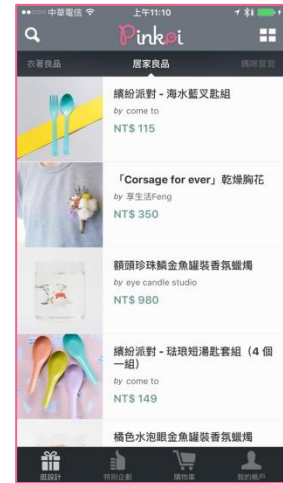 中華電信 上午11:10
Pinkoi
衣著良品 居家良品 媽咪寶寶
繽紛派對 - 海水藍叉匙組
by come to
NT$ 115
「Corsage for ever」乾燥胸花
by 享生活Feng
NT$ 350
額頭珍珠鱗金魚罐裝香氛蠟燭
by eye candle studio
NT$ 980
繽紛派對 - 琺琅短湯匙套組（4 個
一組）
by come to
NT$ 149
橘色水泡眼金魚罐裝香氛蠟燭
逛設計 特別企劃 購物車 我的帳戶